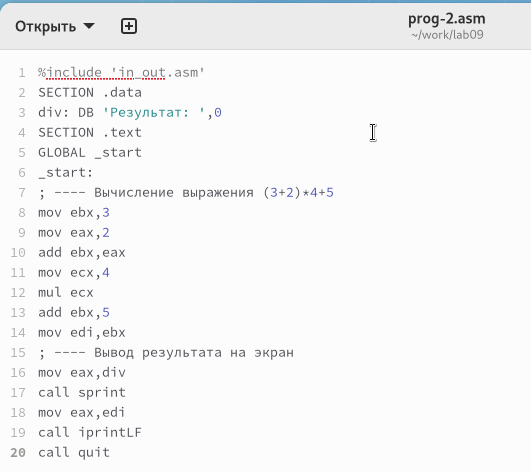 Открыть
prog-2.asm
~/work/lab09
1 %include 'in_out.asm'
2 SECTION .data
3 div: DB 'Результат: ',0
4 SECTION .text
5 GLOBAL _start
6 _start:
7 ; ---- Вычисление выражения (3+2)*4+5
8 mov ebx,3
9 mov eax,2
10 add ebx,eax
11 mov ecx,4
12 mul ecx
13 add ebx,5
14 mov edi,ebx
15 ; ---- Вывод результата на экран
16 mov eax,div
17 call sprint
18 mov eax,edi
19 call iprintLF
20 call quit